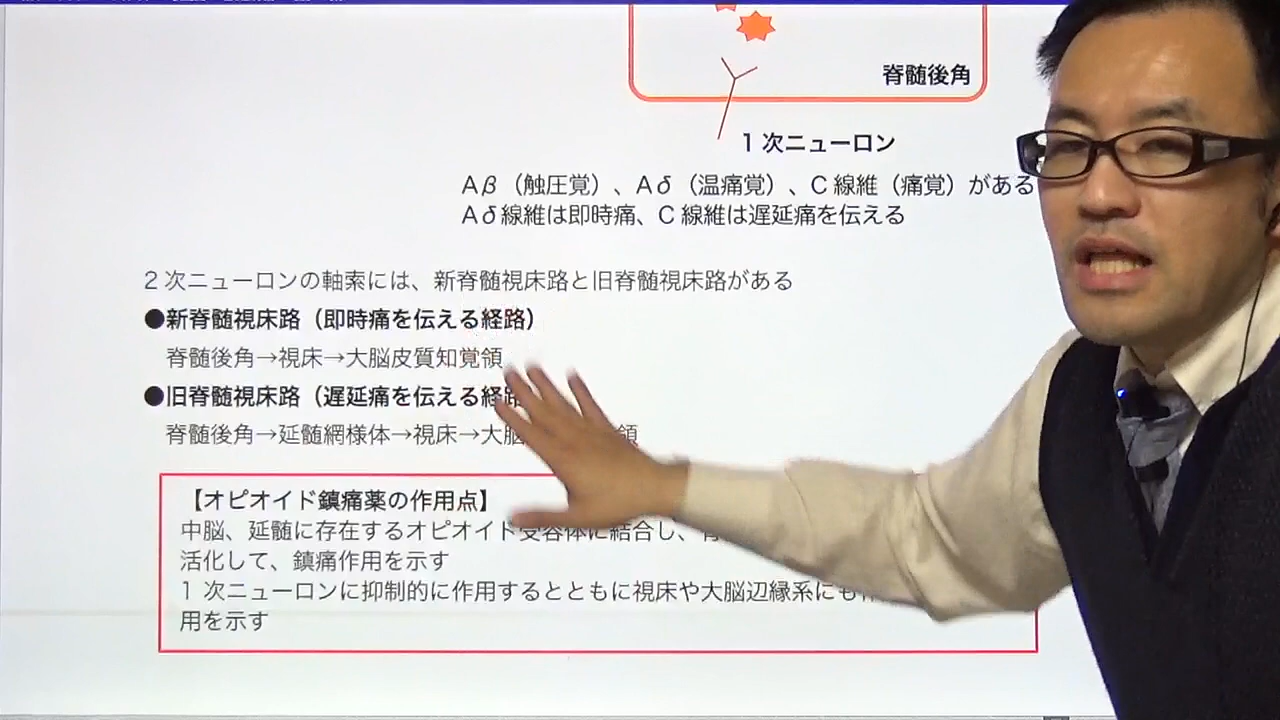 脊髄後角
1次ニューロン
Aβ（触圧覚）、Aδ（温痛覚）、C線維（痛覚）がある
Aδ線維は即時痛、C線維は遅延痛を伝える
2次ニューロンの軸索には、新脊髄視床路と旧脊髄視床路がある
●新脊髄視床路（即時痛を伝える経路）
脊髄後角→視床→大脳皮質知覚領
●旧脊髄視床路（遅延痛を伝える経
脊髄後角→延髄網様体→視床→大脳 領
【オピオイド鎮痛薬の作用点】
中脳、延髄に存在するオピオイド受容体に結合し、
活化して、鎮痛作用を示す
1次ニューロンに抑制的に作用するとともに視床や大脳辺縁系にも
用を示す